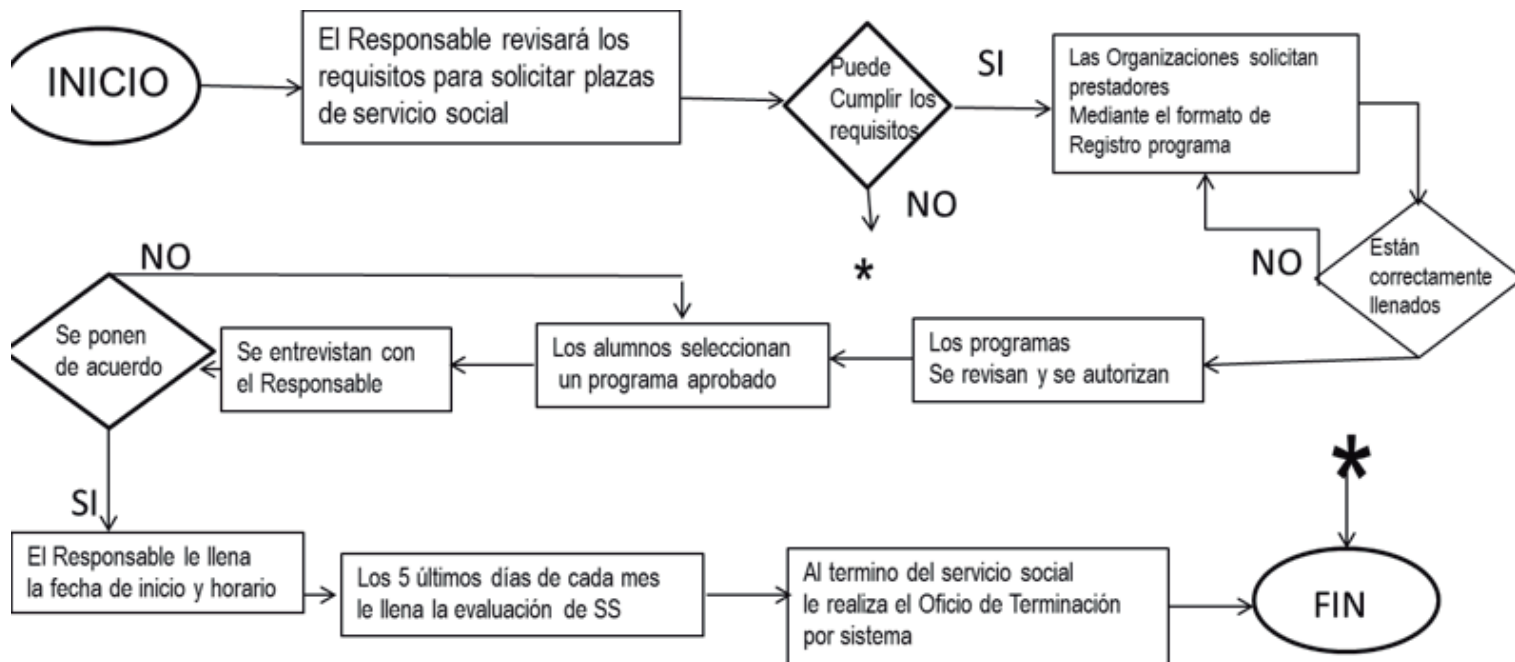 INICIO
El Responsable revisará los
requisitos para solicitar plazas
de servicio social
Puede
Cumplir los
requisitos
SI
Las Organizaciones solicitan
prestadores
Mediante el formato de
Registro programa
NO
*
NO
Están
correctamente
llenados
NO
Se ponen
de acuerdo
Se entrevistan con
el Responsable
Los alumnos seleccionan
un programa aprobado
Los programas
Se revisan y se autorizan
*
SI
El Responsable le llena
la fecha de inicio y horario
Los 5 últimos días de cada mes
le llena la evaluación de SS
Al termino del servicio social
le realiza el Oficio de Terminación
por sistema
FIN